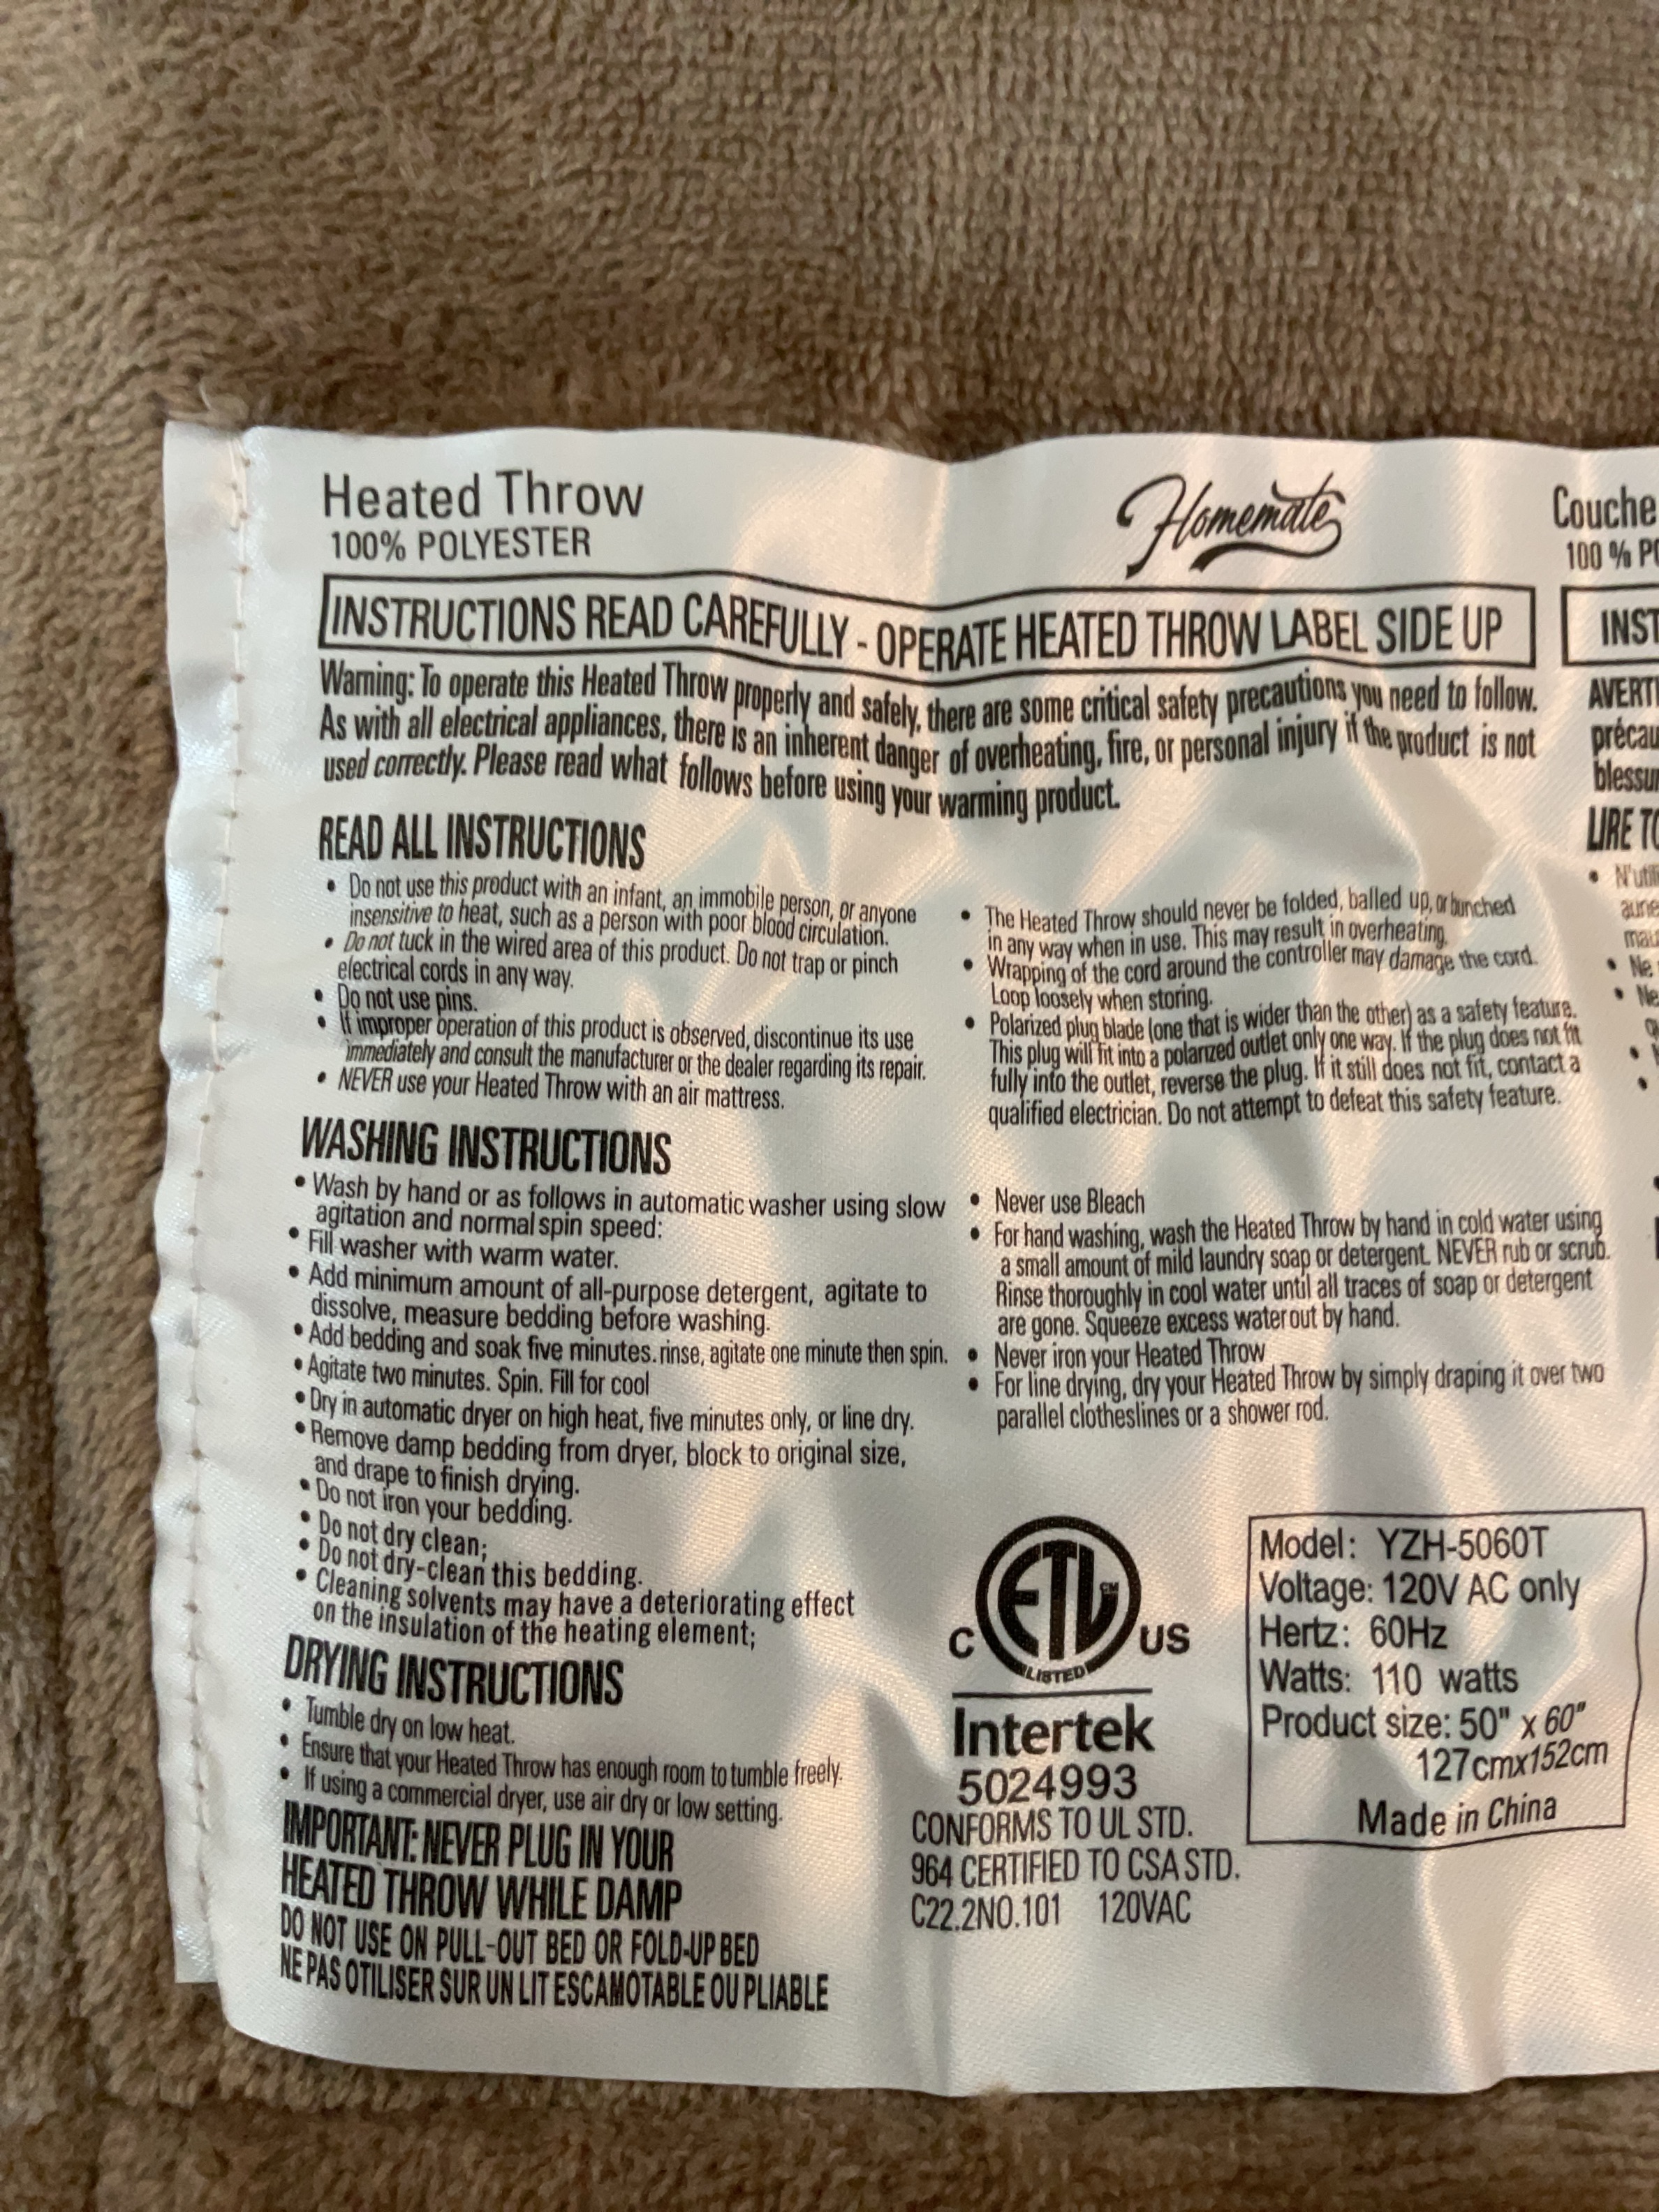 Heated Throw
100% POLYESTER
Homemate
INSTRUCTIONS READ CAREFULLY - OPERATE HEATED THROW LABEL SIDE UP
Warning: To operate this Heated Throw properly and safely, there are some critical safety precautions you need to follow.
As with all electrical appliances, there is an inherent danger of overheating, fire, or personal injury if the product is not
used correctly. Please read what follows before using your warming product.
READ ALL INSTRUCTIONS
• Do not use this product with an infant, an immobile person, or anyone
insensitive to heat, such as a person with poor blood circulation.
• Do not tuck in the wired area of this product. Do not trap or pinch
electrical cords in any way.
• Do not use pins.
• If improper operation of this product is observed, discontinue its use
immediately and consult the manufacturer or the dealer regarding its repair.
• NEVER use your Heated Throw with an air mattress.
• The Heated Throw should never be folded, balled up, or bunched
in any way when in use. This may result in overheating.
• Wrapping of the cord around the controller may damage the cord.
Loop loosely when storing.
• Polarized plug blade (one that is wider than the other) as a safety feature.
This plug will fit into a polarized outlet only one way. If the plug does not fit
fully into the outlet, reverse the plug. If it still does not fit, contact a
qualified electrician. Do not attempt to defeat this safety feature.
WASHING INSTRUCTIONS
• Wash by hand or as follows in automatic washer using slow
agitation and normal spin speed:
• Fill washer with warm water.
• Add minimum amount of all-purpose detergent, agitate to
dissolve, measure bedding before washing.
• Add bedding and soak five minutes. rinse, agitate one minute then spin.
• Agitate two minutes. Spin. Fill for cool
• Dry in automatic dryer on high heat, five minutes only, or line dry.
• Remove damp bedding from dryer, block to original size,
and drape to finish drying.
• Do not iron your bedding.
• Do not dry clean;
• Do not dry-clean this bedding.
• Cleaning solvents may have a deteriorating effect
on the insulation of the heating element;
• Never use Bleach
• For hand washing, wash the Heated Throw by hand in cold water using
a small amount of mild laundry soap or detergent. NEVER rub or scrub.
Rinse thoroughly in cool water until all traces of soap or detergent
are gone. Squeeze excess water out by hand.
• Never iron your Heated Throw
• For line drying, dry your Heated Throw by simply draping it over two
parallel clotheslines or a shower rod.
DRYING INSTRUCTIONS
• Tumble dry on low heat.
• Ensure that your Heated Throw has enough room to tumble freely.
• If using a commercial dryer, use air dry or low setting.
IMPORTANT: NEVER PLUG IN YOUR
HEATED THROW WHILE DAMP
DO NOT USE ON PULL-OUT BED OR FOLD-UP BED
NE PAS OTILISER SUR UN LIT ESCAMOTABLE OU PLIABLE
C ETL CM US
LISTED
Intertek
5024993
CONFORMS TO UL STD.
964 CERTIFIED TO CSA STD.
C22.2NO.101 120VAC
Model: YZH-5060T
Voltage: 120V AC only
Hertz: 60Hz
Watts: 110 watts
Product size: 50" x 60"
127cmx152cm
Made in China
Couche
100 % PO
INST
AVERTI
précau
blessur
LIRE TO
• N'utili
aune
mau
• Ne
• Ne